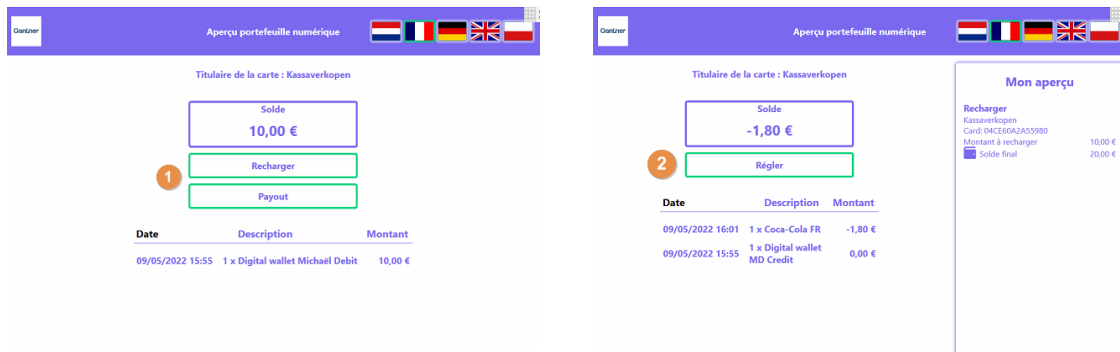 Gantner
Aperçu portefeuille numérique
Titulaire de la carte : Kassaverkopen
Solde
10,00 €
1
Recharger
Payout
Date Description Montant
09/05/2022 15:55 1 x Digital wallet Michaël Debit 10,00 €
Gantner
Aperçu portefeuille numérique
Titulaire de la carte : Kassaverkopen
Solde
-1,80 €
2
Régler
Date Description Montant
09/05/2022 16:01 1 x Coca-Cola FR -1,80 €
09/05/2022 15:55 1 x Digital wallet MD Credit 0,00 €
Mon aperçu
Recharger
Kassaverkopen
Card: 04CE60A2A55980
Montant à recharger 10,00 €
Solde final 20,00 €